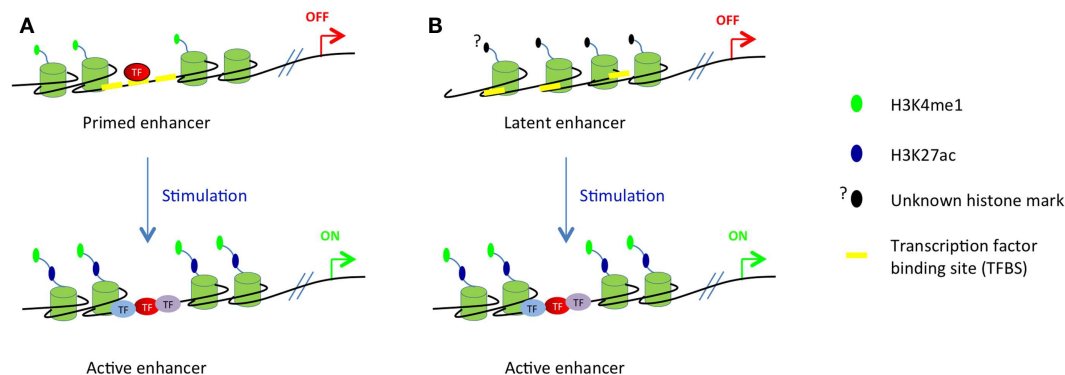 A
OFF
TF
Primed enhancer
Stimulation
ON
TF TF TF
Active enhancer
B
OFF
?
Latent enhancer
Stimulation
ON
TF TF TF
Active enhancer
H3K4me1
H3K27ac
? Unknown histone mark
Transcription factor
binding site (TFBS)